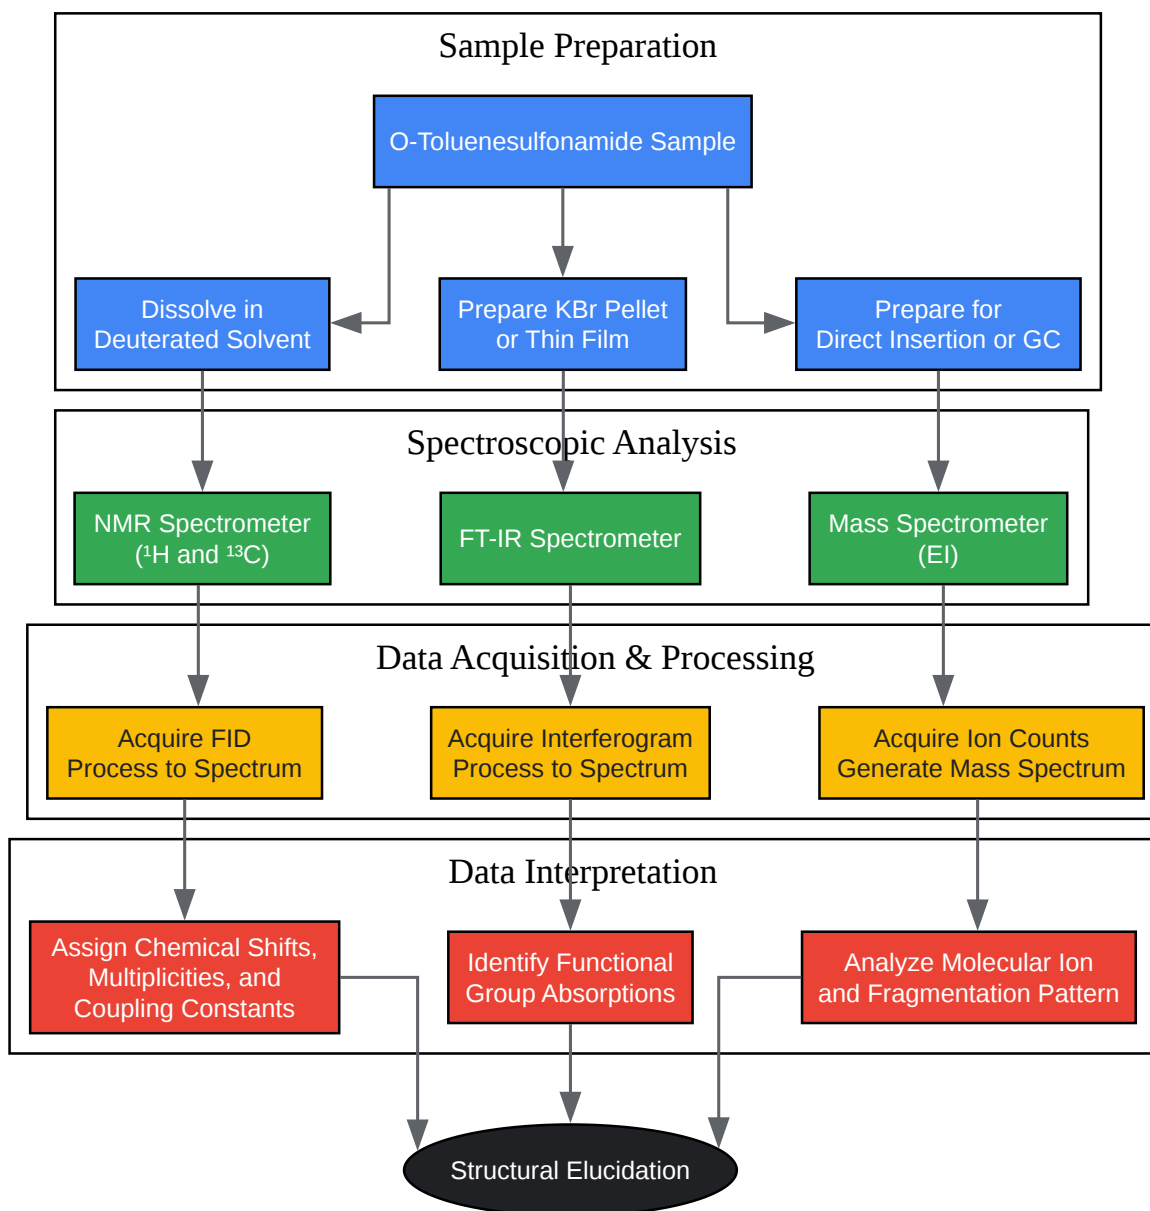 Sample Preparation
O-Toluenesulfonamide Sample
Dissolve in
Deuterated Solvent
Prepare KBr Pellet
or Thin Film
Prepare for
Direct Insertion or GC
Spectroscopic Analysis
NMR Spectrometer
(¹H and ¹³C)
FT-IR Spectrometer
Mass Spectrometer
(EI)
Data Acquisition & Processing
Acquire FID
Process to Spectrum
Acquire Interferogram
Process to Spectrum
Acquire Ion Counts
Generate Mass Spectrum
Data Interpretation
Assign Chemical Shifts,
Multiplicities, and
Coupling Constants
Identify Functional
Group Absorptions
Analyze Molecular Ion
and Fragmentation Pattern
Structural Elucidation